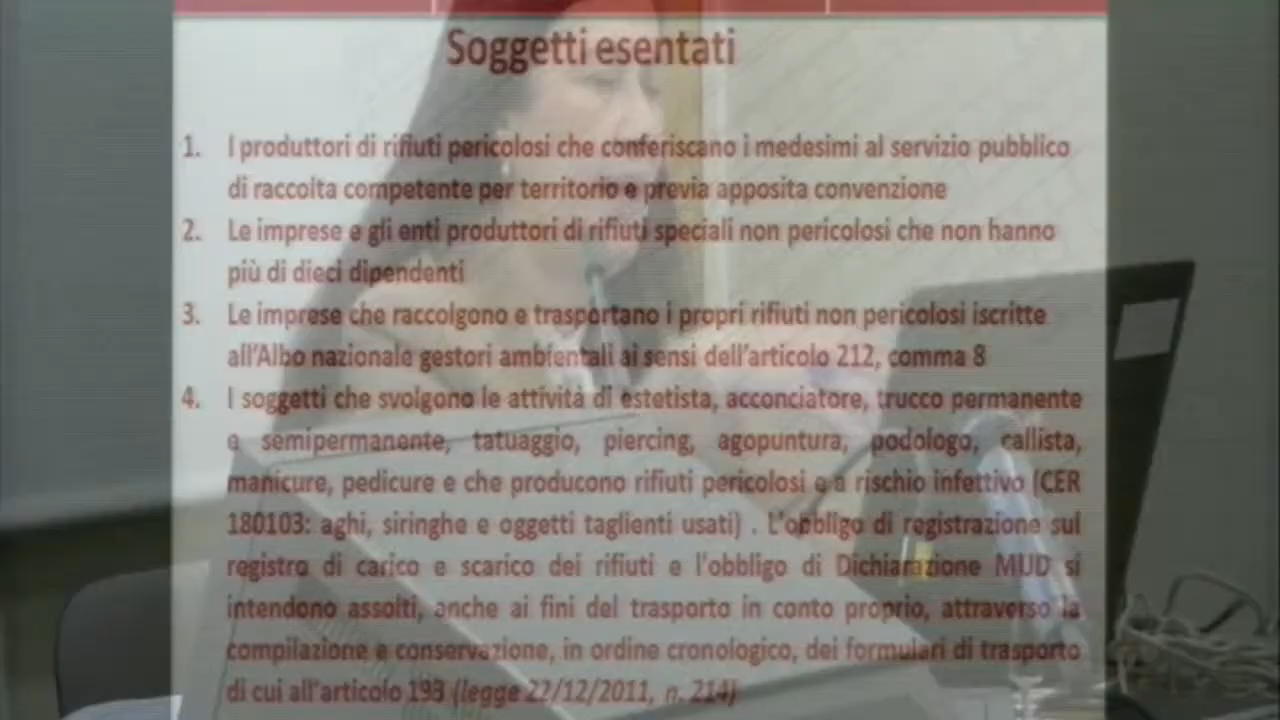 Soggetti esentati
1. I produttori di rifiuti pericolosi che conferiscano i medesimi al servizio pubblico
di raccolta competente per territorio e previa apposita convenzione
2. Le imprese e gli enti produttori di rifiuti speciali non pericolosi che non hanno
più di dieci dipendenti
3. Le imprese che raccolgono e trasportano i propri rifiuti non pericolosi iscritte
all'Albo nazionale gestori ambientali ai sensi dell'articolo 212, comma 8
4. I soggetti che svolgono le attività di estetista, acconciatore, trucco permanente
e semipermanente, tatuaggio, piercing, agopuntura, podologo, callista,
manicure, pedicure e che producono rifiuti pericolosi e a rischio infettivo (CER
180103: aghi, siringhe e oggetti taglienti usati) . L'obbligo di registrazione sul
registro di carico e scarico dei rifiuti e l'obbligo di Dichiarazione MUD si
intendono assolti, anche ai fini del trasporto in conto proprio, attraverso la
compilazione e conservazione, in ordine cronologico, dei formulari di trasporto
di cui all'articolo 193 (legge 22/12/2011, n. 214)